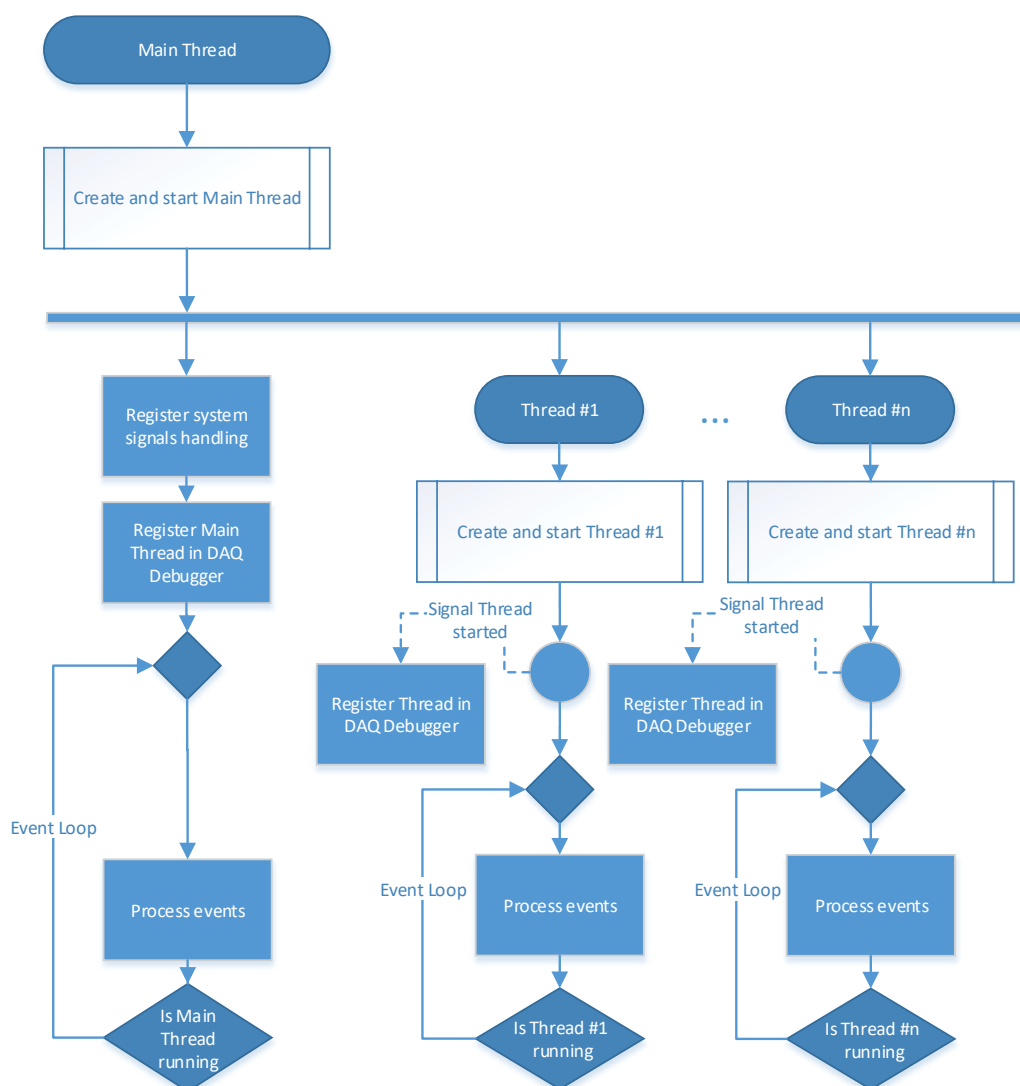 Main Thread
Create and start Main Thread
Register system
signals handling
Thread #1
...
Thread #n
Register Main
Thread in DAQ
Debugger
Create and start Thread #1
Create and start Thread #n
Signal Thread
started
Signal Thread
started
Register Thread in
DAQ Debugger
Register Thread in
DAQ Debugger
Event Loop
Process events
Event Loop
Process events
Event Loop
Process events
Is Main
Thread
running
Is Thread #1
running
Is Thread #n
running